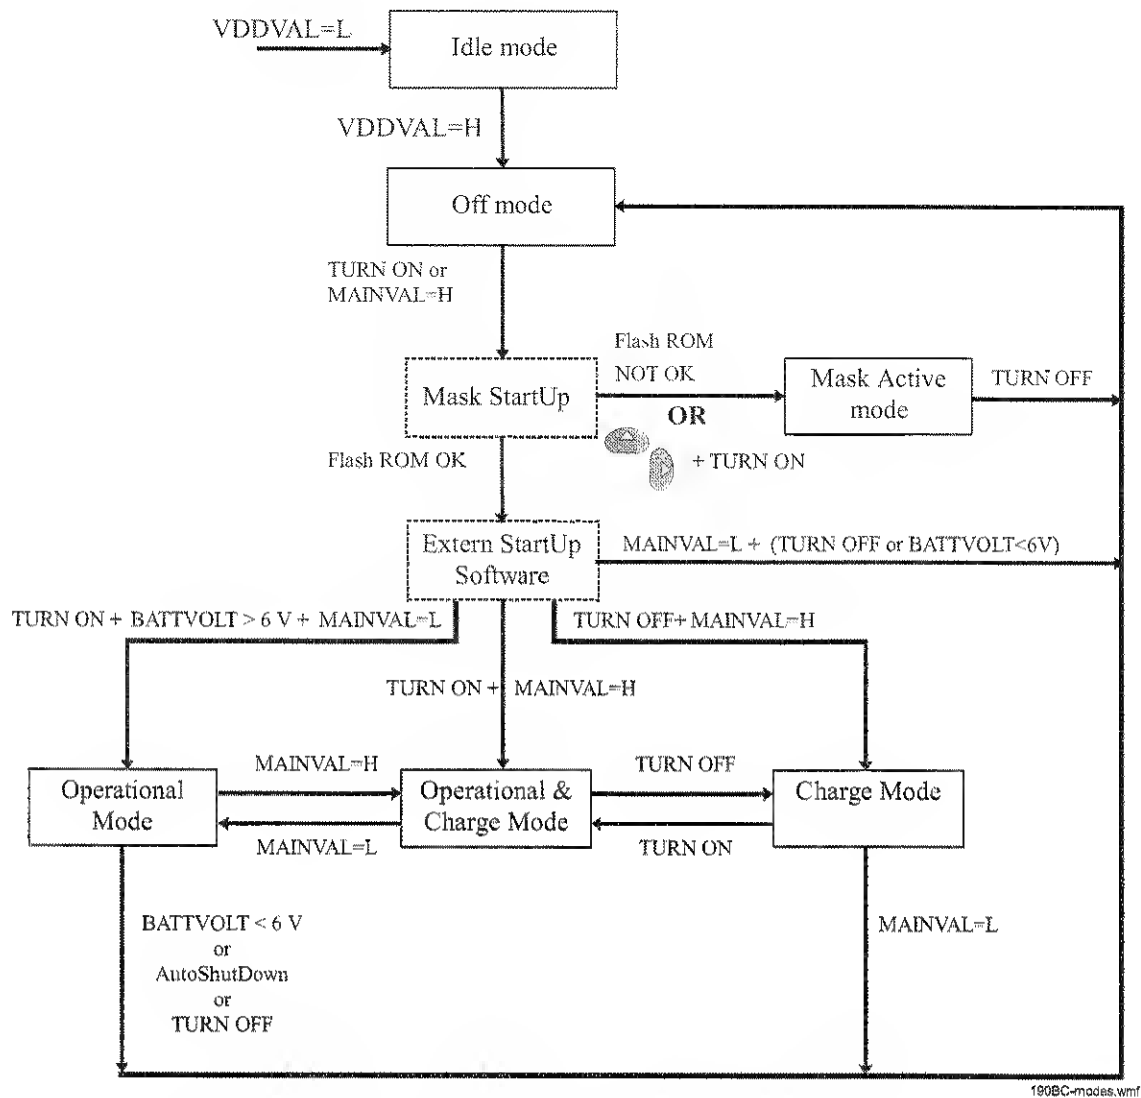 VDDVAL=L
Idle mode
VDDVAL=H
Off mode
TURN ON or
MAINVAL=H
Flash ROM
NOT OK
Mask StartUp
OR
Mask Active
mode
TURN OFF
Flash ROM OK
+ TURN ON
Extern StartUp
Software
MAINVAL=L + (TURN OFF or BATTVOLT<6V)
TURN ON + BATTVOLT > 6 V + MAINVAL=L
TURN OFF+ MAINVAL=H
TURN ON + MAINVAL=H
MAINVAL=H
TURN OFF
Operational
Mode
Operational &
Charge Mode
Charge Mode
MAINVAL=L
TURN ON
BATTVOLT < 6 V
or
AutoShutDown
or
TURN OFF
MAINVAL=L
190BC-modes.wmf